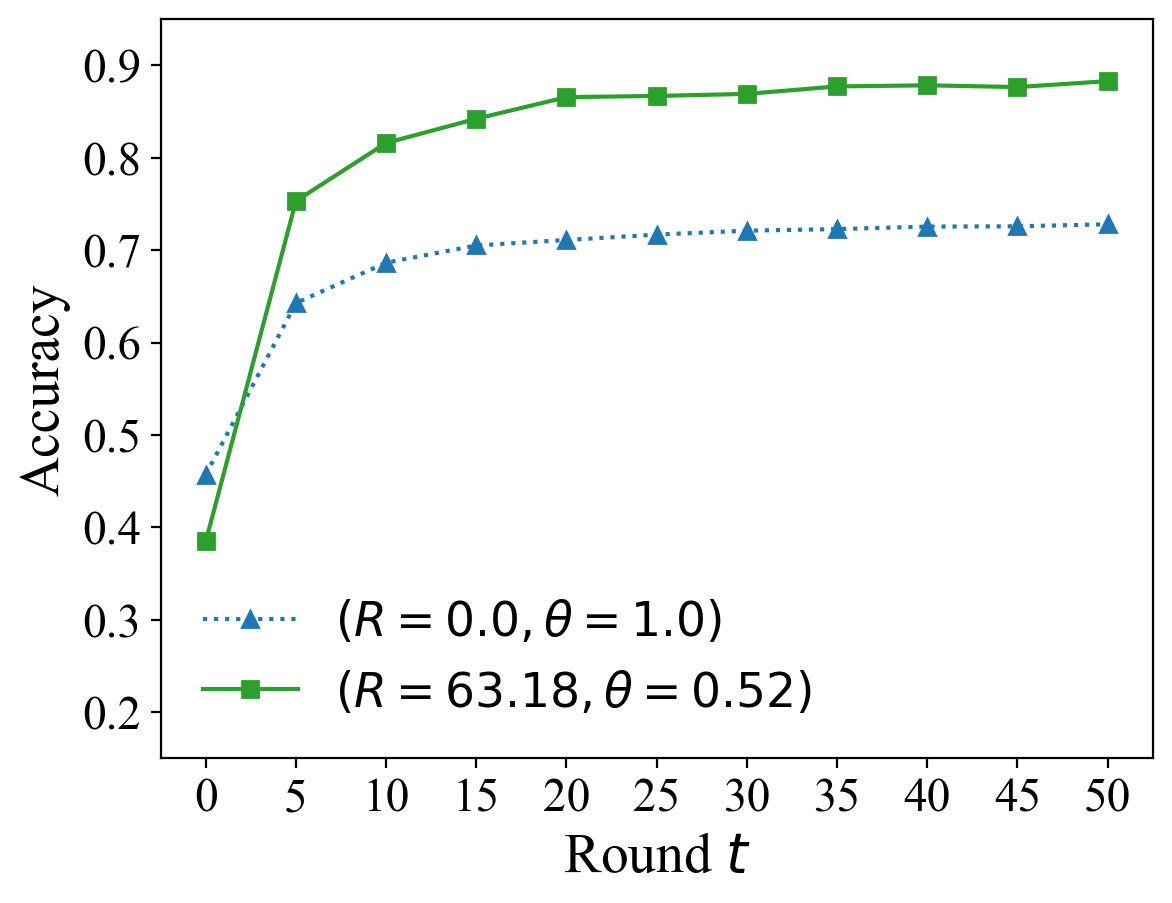 0.9
0.8
0.7
0.6
0.5
0.4
0.3
0.2
Accuracy
(R = 0.0, θ = 1.0)
(R = 63.18, θ = 0.52)
0 5 10 15 20 25 30 35 40 45 50
Round t